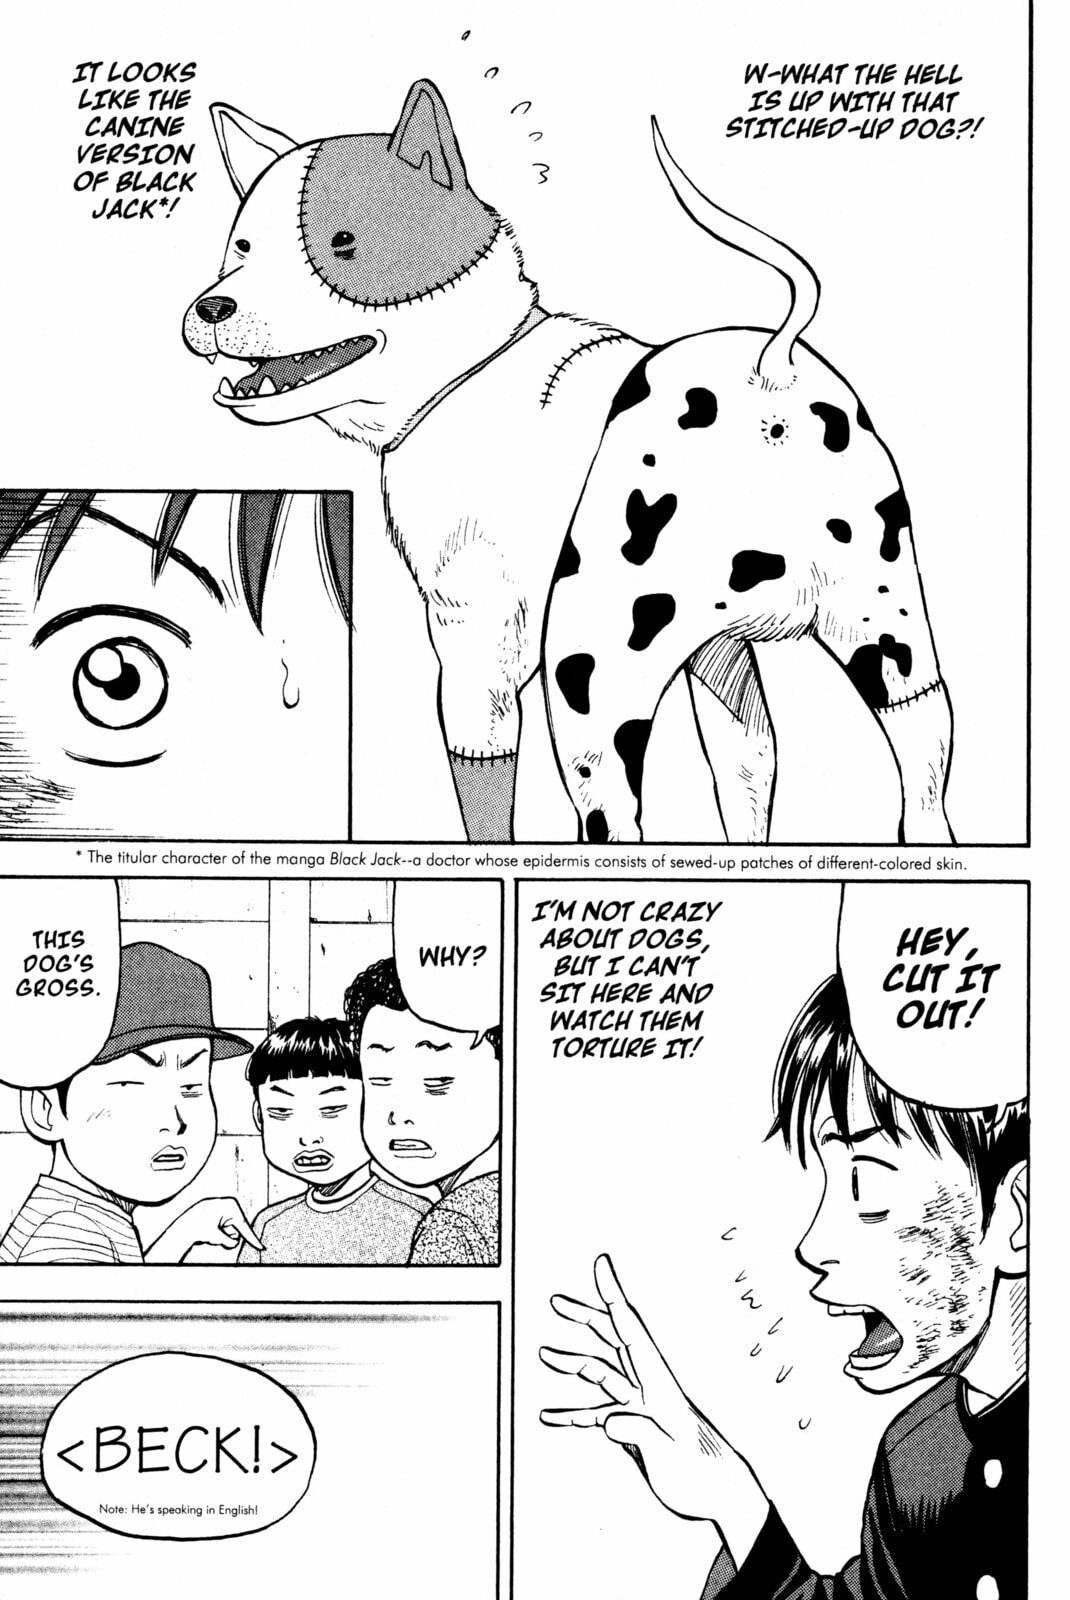 W-WHAT THE HELL
IS UP WITH THAT
STITCHED-UP DOG?!
IT LOOKS
LIKE THE
CANINE
VERSION
OF BLACK
JACK*!
* The titular character of the manga Black Jack--a doctor whose epidermis consists of sewed-up patches of different-colored skin.
HEY,
CUT IT
OUT!
I'M NOT CRAZY
ABOUT DOGS,
BUT I CAN'T
SIT HERE AND
WATCH THEM
TORTURE IT!
WHY?
THIS
DOG'S
GROSS.
<BECK!>
Note: He's speaking in English!